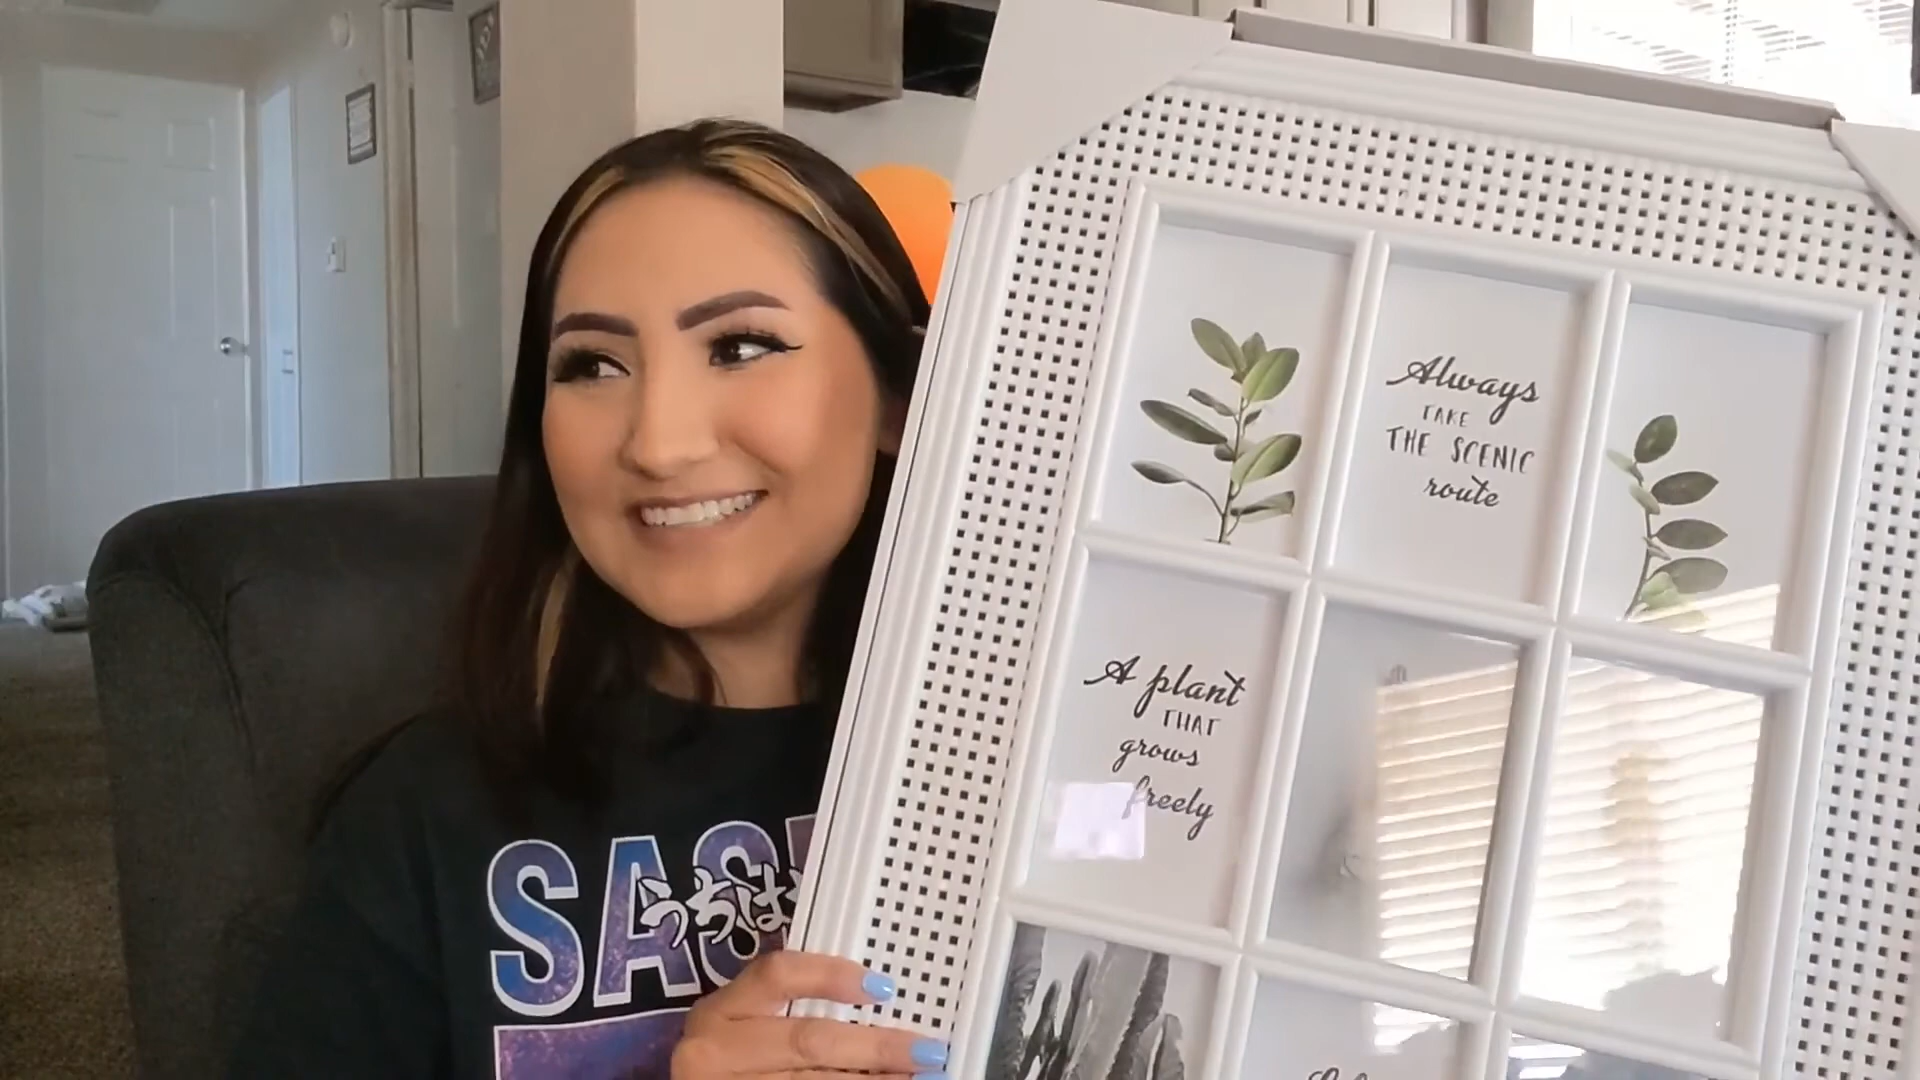 Always
TAKE
THE SCENIC
route
A plant
THAT
grows
freely
SAS
うちは